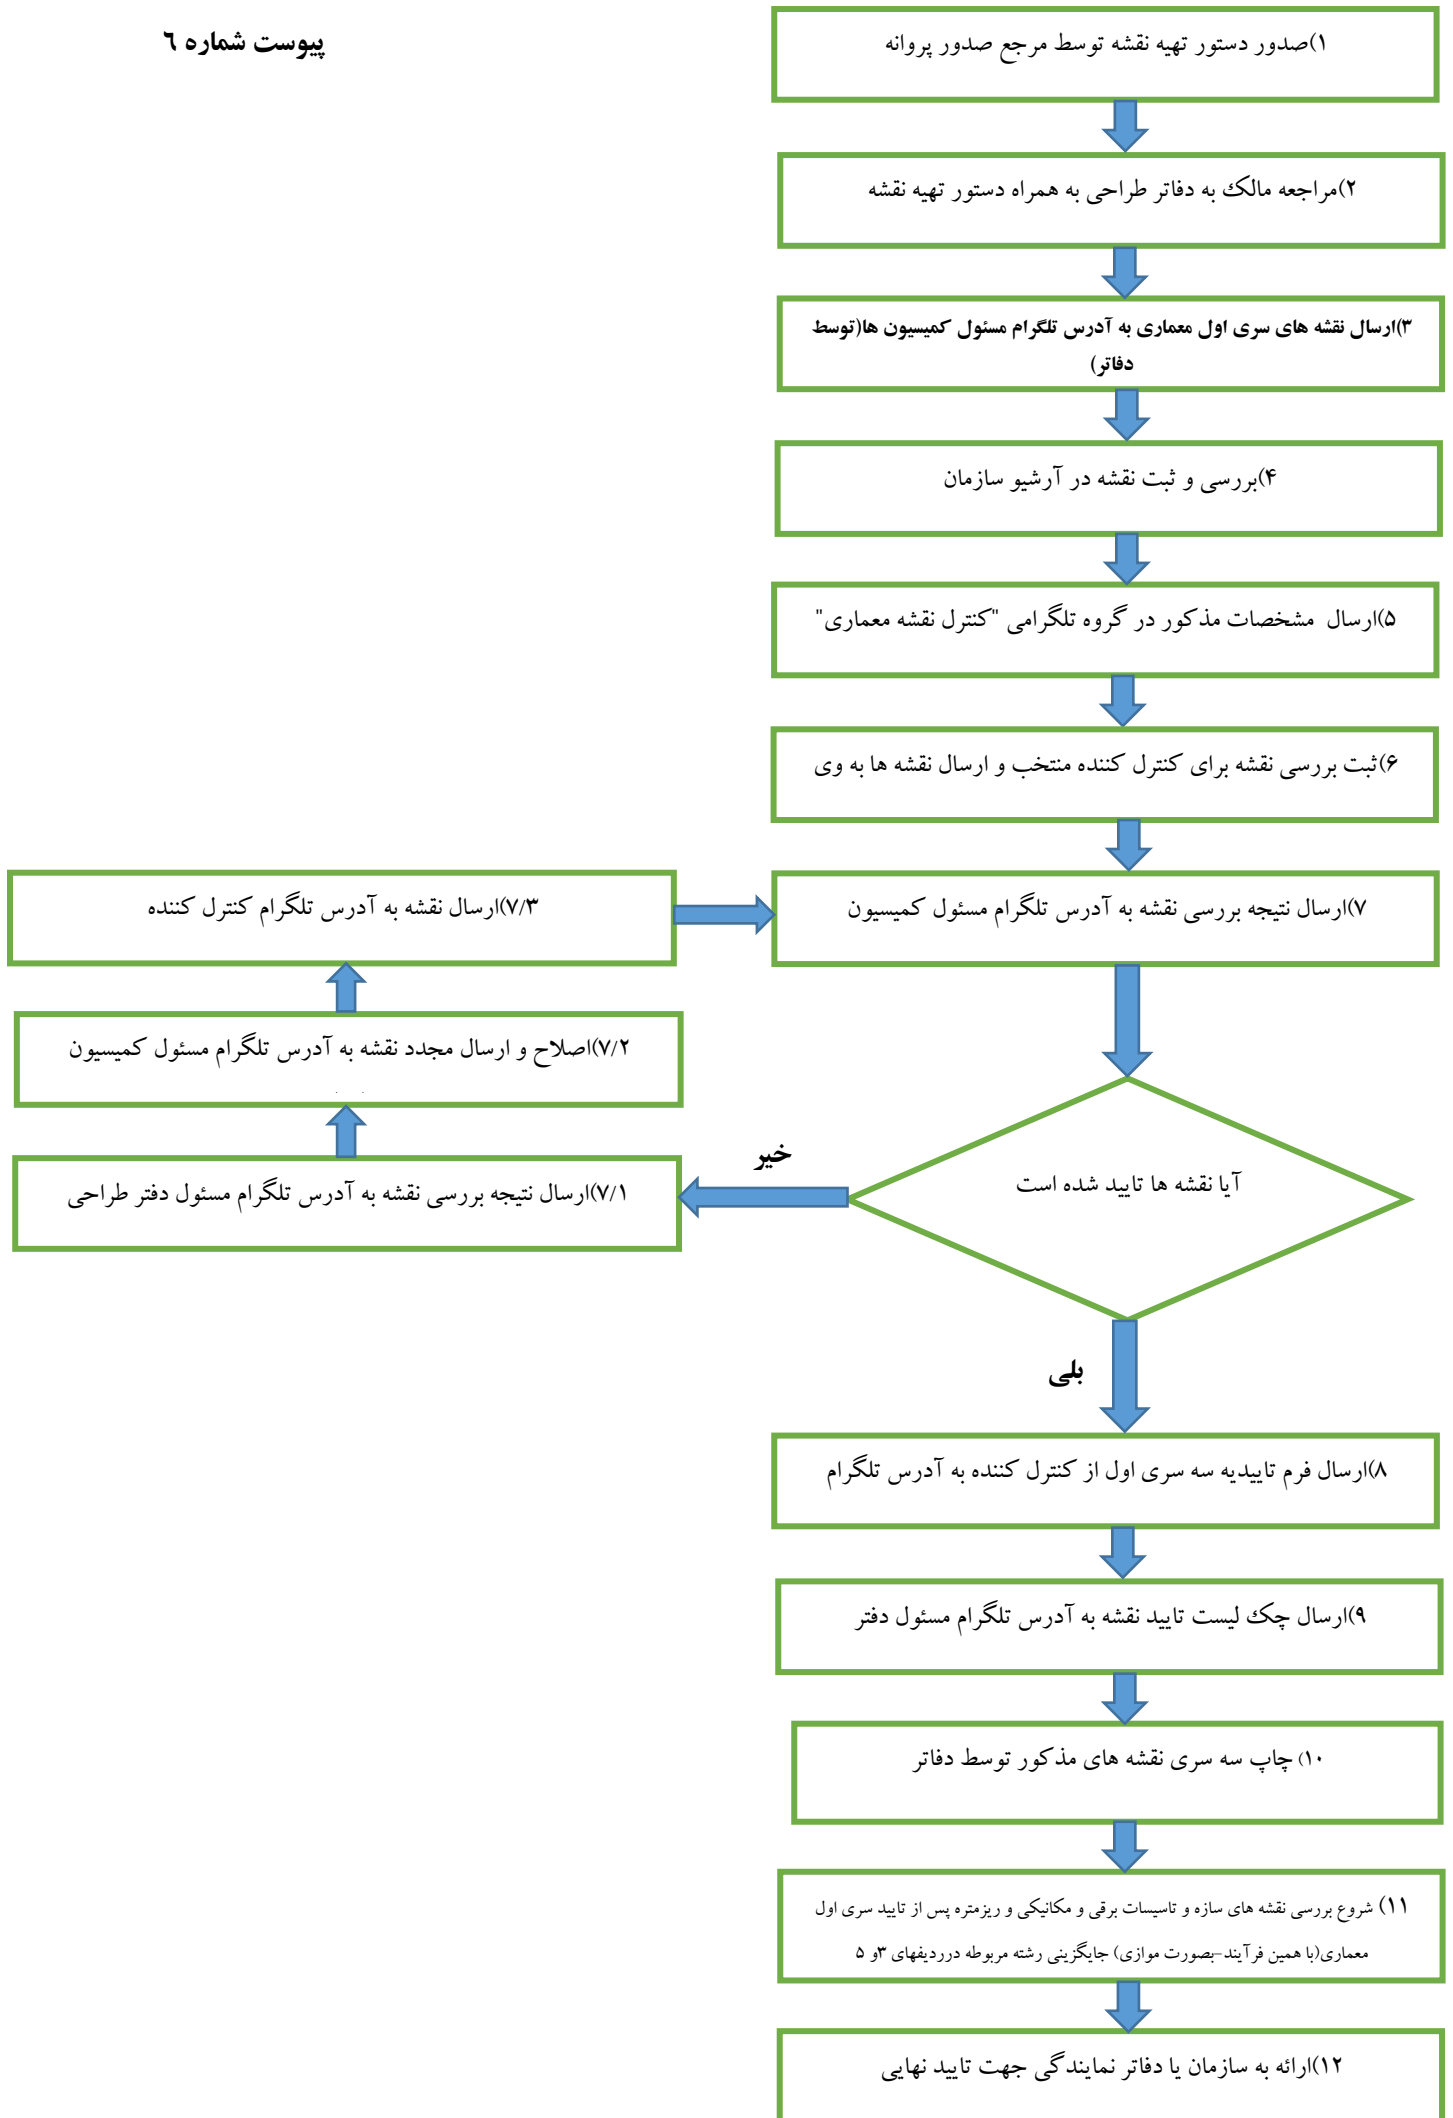 پیوست شماره ٦
۱)صدور دستور تهیه نقشه توسط مرجع صدور پروانه
۲)مراجعه مالک به دفاتر طراحی به همراه دستور تهیه نقشه
۳)ارسال نقشه های سری اول معماری به آدرس تلگرام مسئول کمیسیون ها(توسط
دفاتر)
۴)بررسی و ثبت نقشه در آرشیو سازمان
۵)ارسال مشخصات مذکور در گروه تلگرامی "کنترل نقشه معماری"
۶)ثبت بررسی نقشه برای کنترل کننده منتخب و ارسال نقشه ها به وی
۷)ارسال نتیجه بررسی نقشه به آدرس تلگرام مسئول کمیسیون
۷/۳)ارسال نقشه به آدرس تلگرام کنترل کننده
۷/۲)اصلاح و ارسال مجدد نقشه به آدرس تلگرام مسئول کمیسیون
۷/۱)ارسال نتیجه بررسی نقشه به آدرس تلگرام مسئول دفتر طراحی
خیر
آیا نقشه ها تایید شده است
بلی
۸)ارسال فرم تاییدیه سه سری اول از کنترل کننده به آدرس تلگرام
۹)ارسال چک لیست تایید نقشه به آدرس تلگرام مسئول دفتر
۱۰) چاپ سه سری نقشه های مذکور توسط دفاتر
۱۱) شروع بررسی نقشه های سازه و تاسیسات برقی و مکانیکی و ریزمتره پس از تایید سری اول
معماری(با همین فرآیند-بصورت موازی) جایگزینی رشته مربوطه درردیفهای ۳و ۵
۱۲)ارائه به سازمان یا دفاتر نمایندگی جهت تایید نهایی